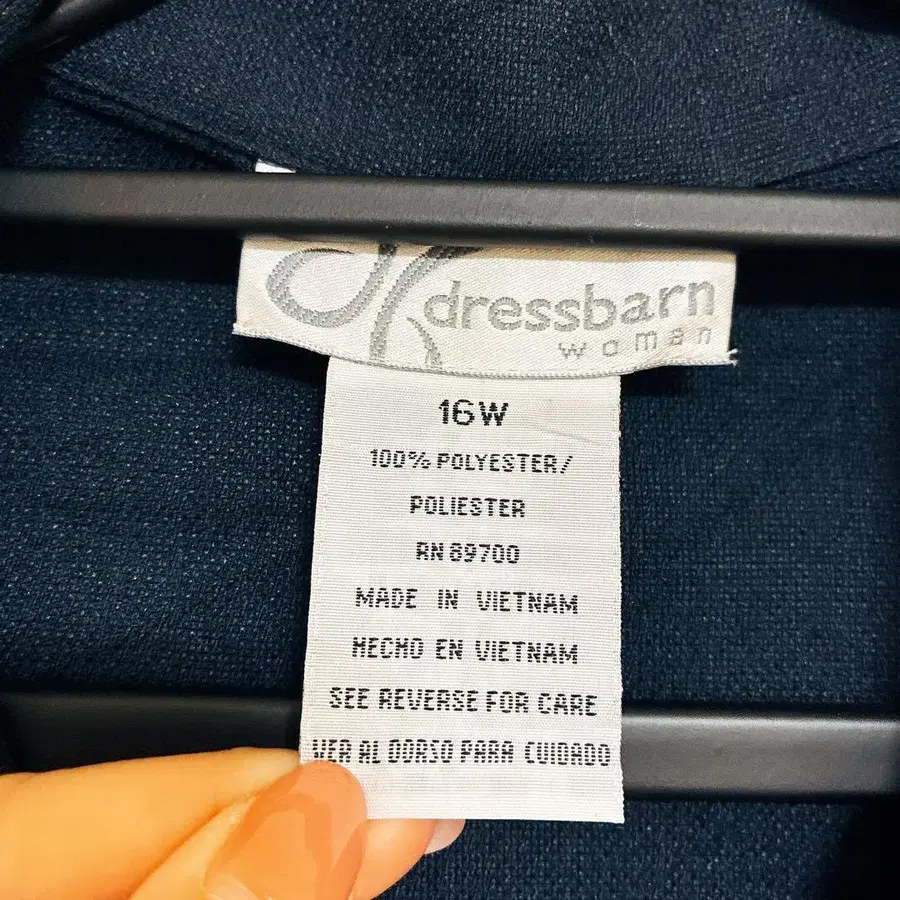 dressbarn
woman
16W
100% POLYESTER/
POLIESTER
RN 89700
MADE IN VIETNAM
HECHO EN VIETNAM
SEE REVERSE FOR CARE
VER AL DORSO PARA CUIDADO